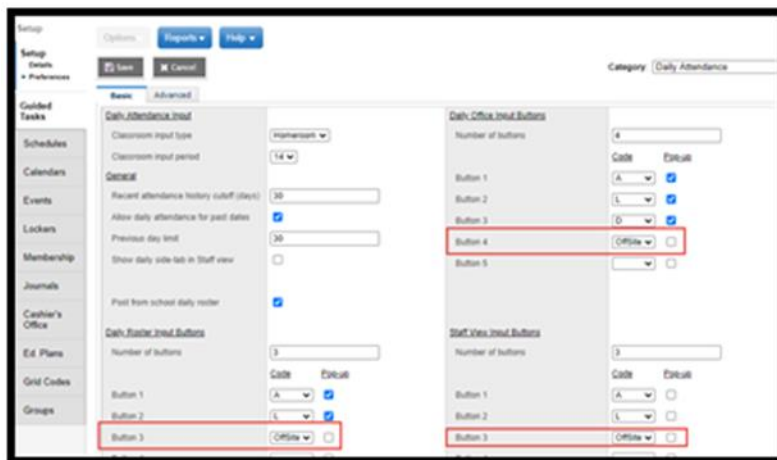 Setup
Options Reports Help
Setup
Details
Preferences
Save Cancel
Category: Daily Attendance
Basic Advanced
Guided Tasks
Schedules
Calendars
Events
Lockers
Membership
Journals
Cashier's Office
Ed. Plans
Grid Codes
Groups
Daily Attendance Input
Classroom input type Homeroom
Classroom input period 14
General
Recent attendance history cutoff (days) 30
Allow daily attendance for past dates
Previous day limit 30
Show daily side-tab in Staff view
Post from school daily roster
Daily Roster Input Buttons
Number of buttons 3
Code Pop-up
Button 1 A
Button 2 L
Button 3 OffSite
Daily Office Input Buttons
Number of buttons 4
Code Pop-up
Button 1 A
Button 2 L
Button 3 D
Button 4 OffSite
Button 5
Staff View Input Buttons
Number of buttons 3
Code Pop-up
Button 1 A
Button 2 L
Button 3 OffSite